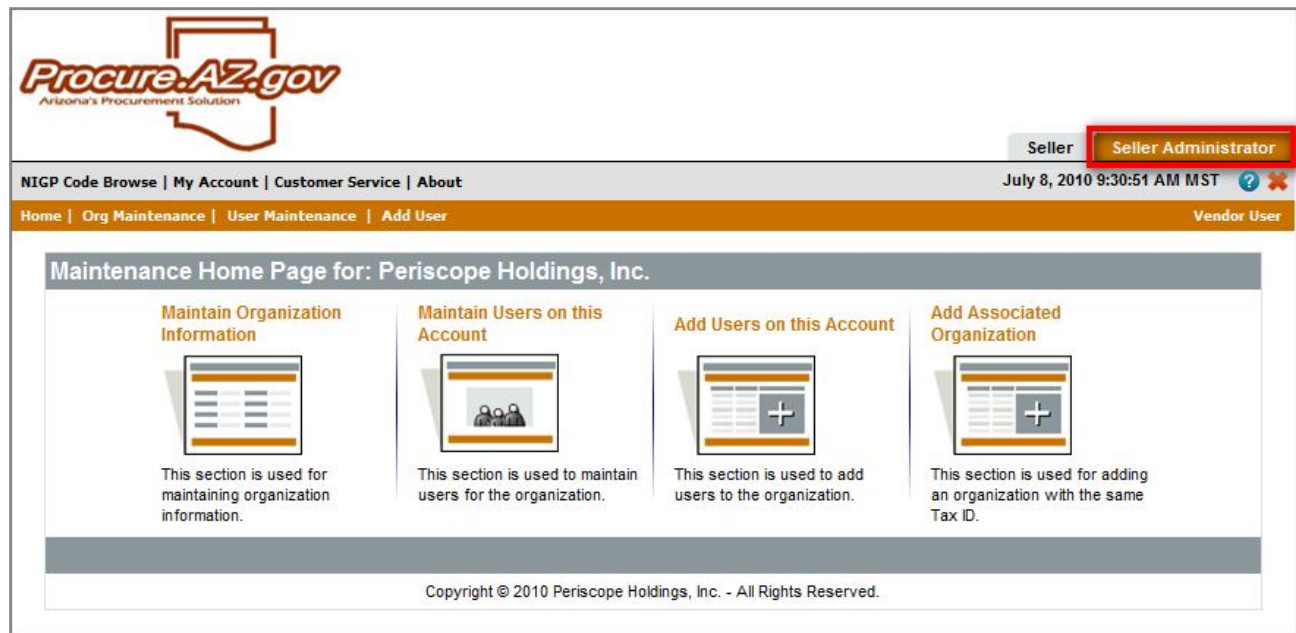 Procure.AZ.gov
Arizona's Procurement Solution
Seller
Seller Administrator
NIGP Code Browse | My Account | Customer Service | About
July 8, 2010 9:30:51 AM MST
Home | Org Maintenance | User Maintenance | Add User
Vendor User
Maintenance Home Page for: Periscope Holdings, Inc.
Maintain Organization
Information
This section is used for
maintaining organization
information.
Maintain Users on this
Account
This section is used to maintain
users for the organization.
Add Users on this Account
This section is used to add
users to the organization.
Add Associated
Organization
This section is used for adding
an organization with the same
Tax ID.
Copyright © 2010 Periscope Holdings, Inc. - All Rights Reserved.